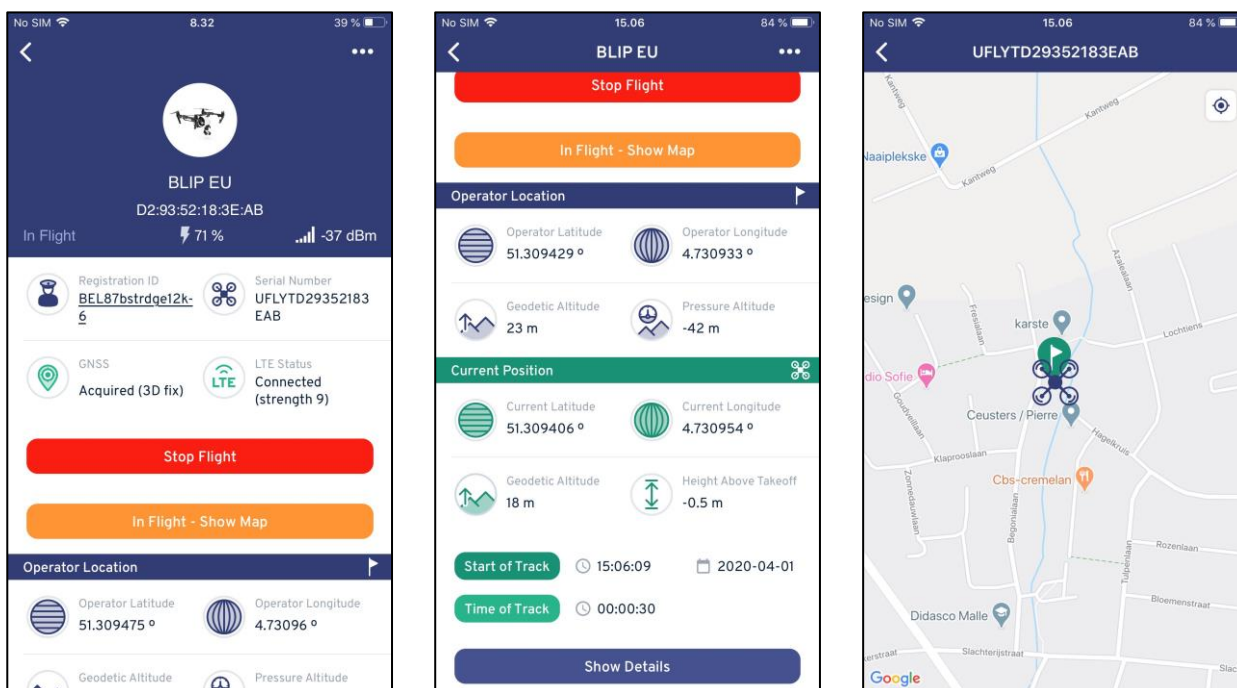 No SIM 8.32 39 %
BLIP EU
D2:93:52:18:3E:AB
In Flight 71 % -37 dBm
Registration ID
BEL87bstrdge12k-
6
Serial Number
UFLYTD29352183
EAB
GNSS
Acquired (3D fix)
LTE Status
LTE
Connected
(strength 9)
Stop Flight
In Flight - Show Map
Operator Location
Operator Latitude
51.309475 º
Operator Longitude
4.73096 º
Geodetic Altitude
Pressure Altitude
No SIM 15.06 84 %
BLIP EU
Stop Flight
In Flight - Show Map
Operator Location
Operator Latitude
51.309429 º
Operator Longitude
4.730933 º
Geodetic Altitude
23 m
Pressure Altitude
-42 m
Current Position
Current Latitude
51.309406 º
Current Longitude
4.730954 º
Geodetic Altitude
18 m
Height Above Takeoff
-0.5 m
Start of Track 15:06:09 2020-04-01
Time of Track 00:00:30
Show Details
No SIM 15.06 84 %
UFLYTD29352183EAB
Kantweg
Kantweg
Naaiplekske
Kantweg
Azalealaan
esign
Fresialaan
karste
Lochtiens
dio Sofie
Goudveillaan
Ceusters / Pierre
Hagelkruis
Klaprooslaan
Cbs-cremelan
Zonnedauwlaan
Begonialaan
Tulpenlaan
Rozenlaan
Bloemenstraat
Didasco Malle
erstraat
Slachterijstraat
Slac
Google